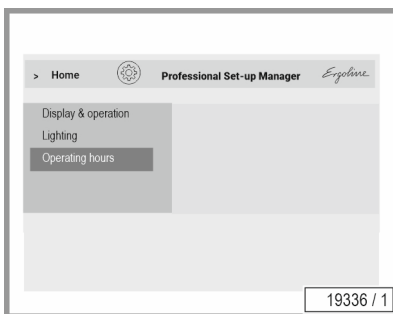 > Home Professional Set-up Manager Ergoline
Display & operation
Lighting
Operating hours
19336 / 1